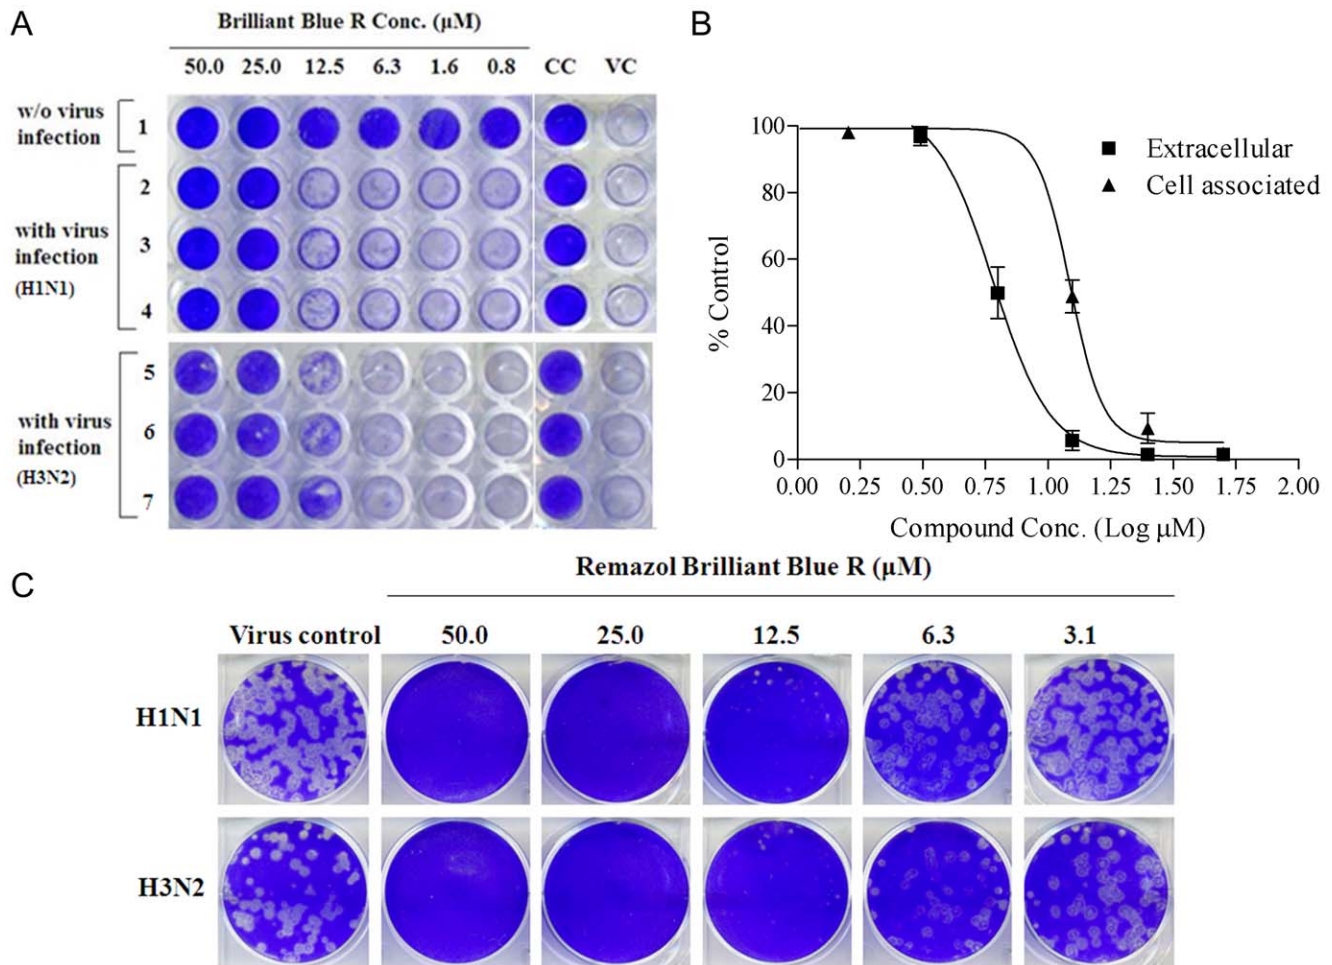 A
Brilliant Blue R Conc. (µM)
50.0 25.0 12.5 6.3 1.6 0.8 CC VC
w/o virus
infection
1
2
with virus
infection
(H1N1)
3
4
5
with virus
infection
(H3N2)
6
7
B
100
80
60
40
20
0
% Control
Extracellular
Cell associated
0.00 0.25 0.50 0.75 1.00 1.25 1.50 1.75 2.00
Compound Conc. (Log µM)
C
Remazol Brilliant Blue R (µM)
Virus control 50.0 25.0 12.5 6.3 3.1
H1N1
H3N2